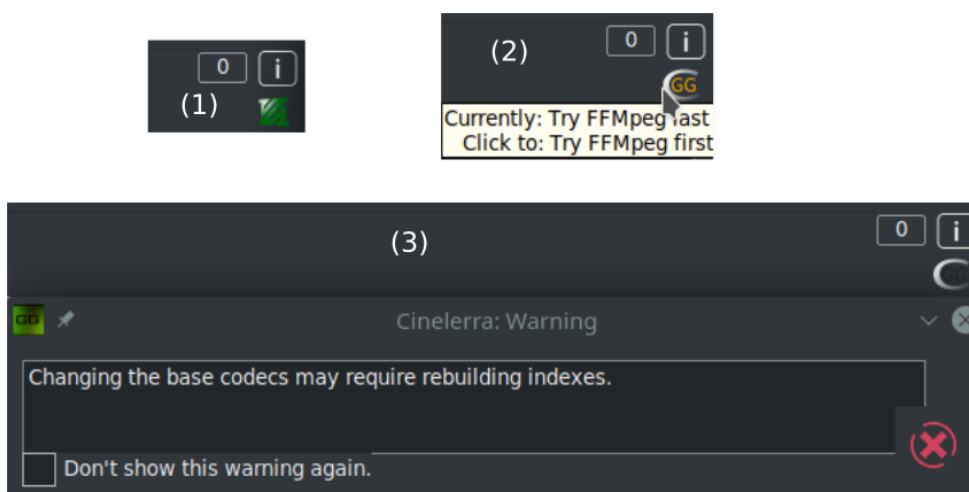 0 i
(1)
(2) 0 i
GG
Currently: Try FFMpeg last
Click to: Try FFMpeg first
(3) 0 i
GG
GG Cinelerra: Warning
Changing the base codecs may require rebuilding indexes.
Don't show this warning again.